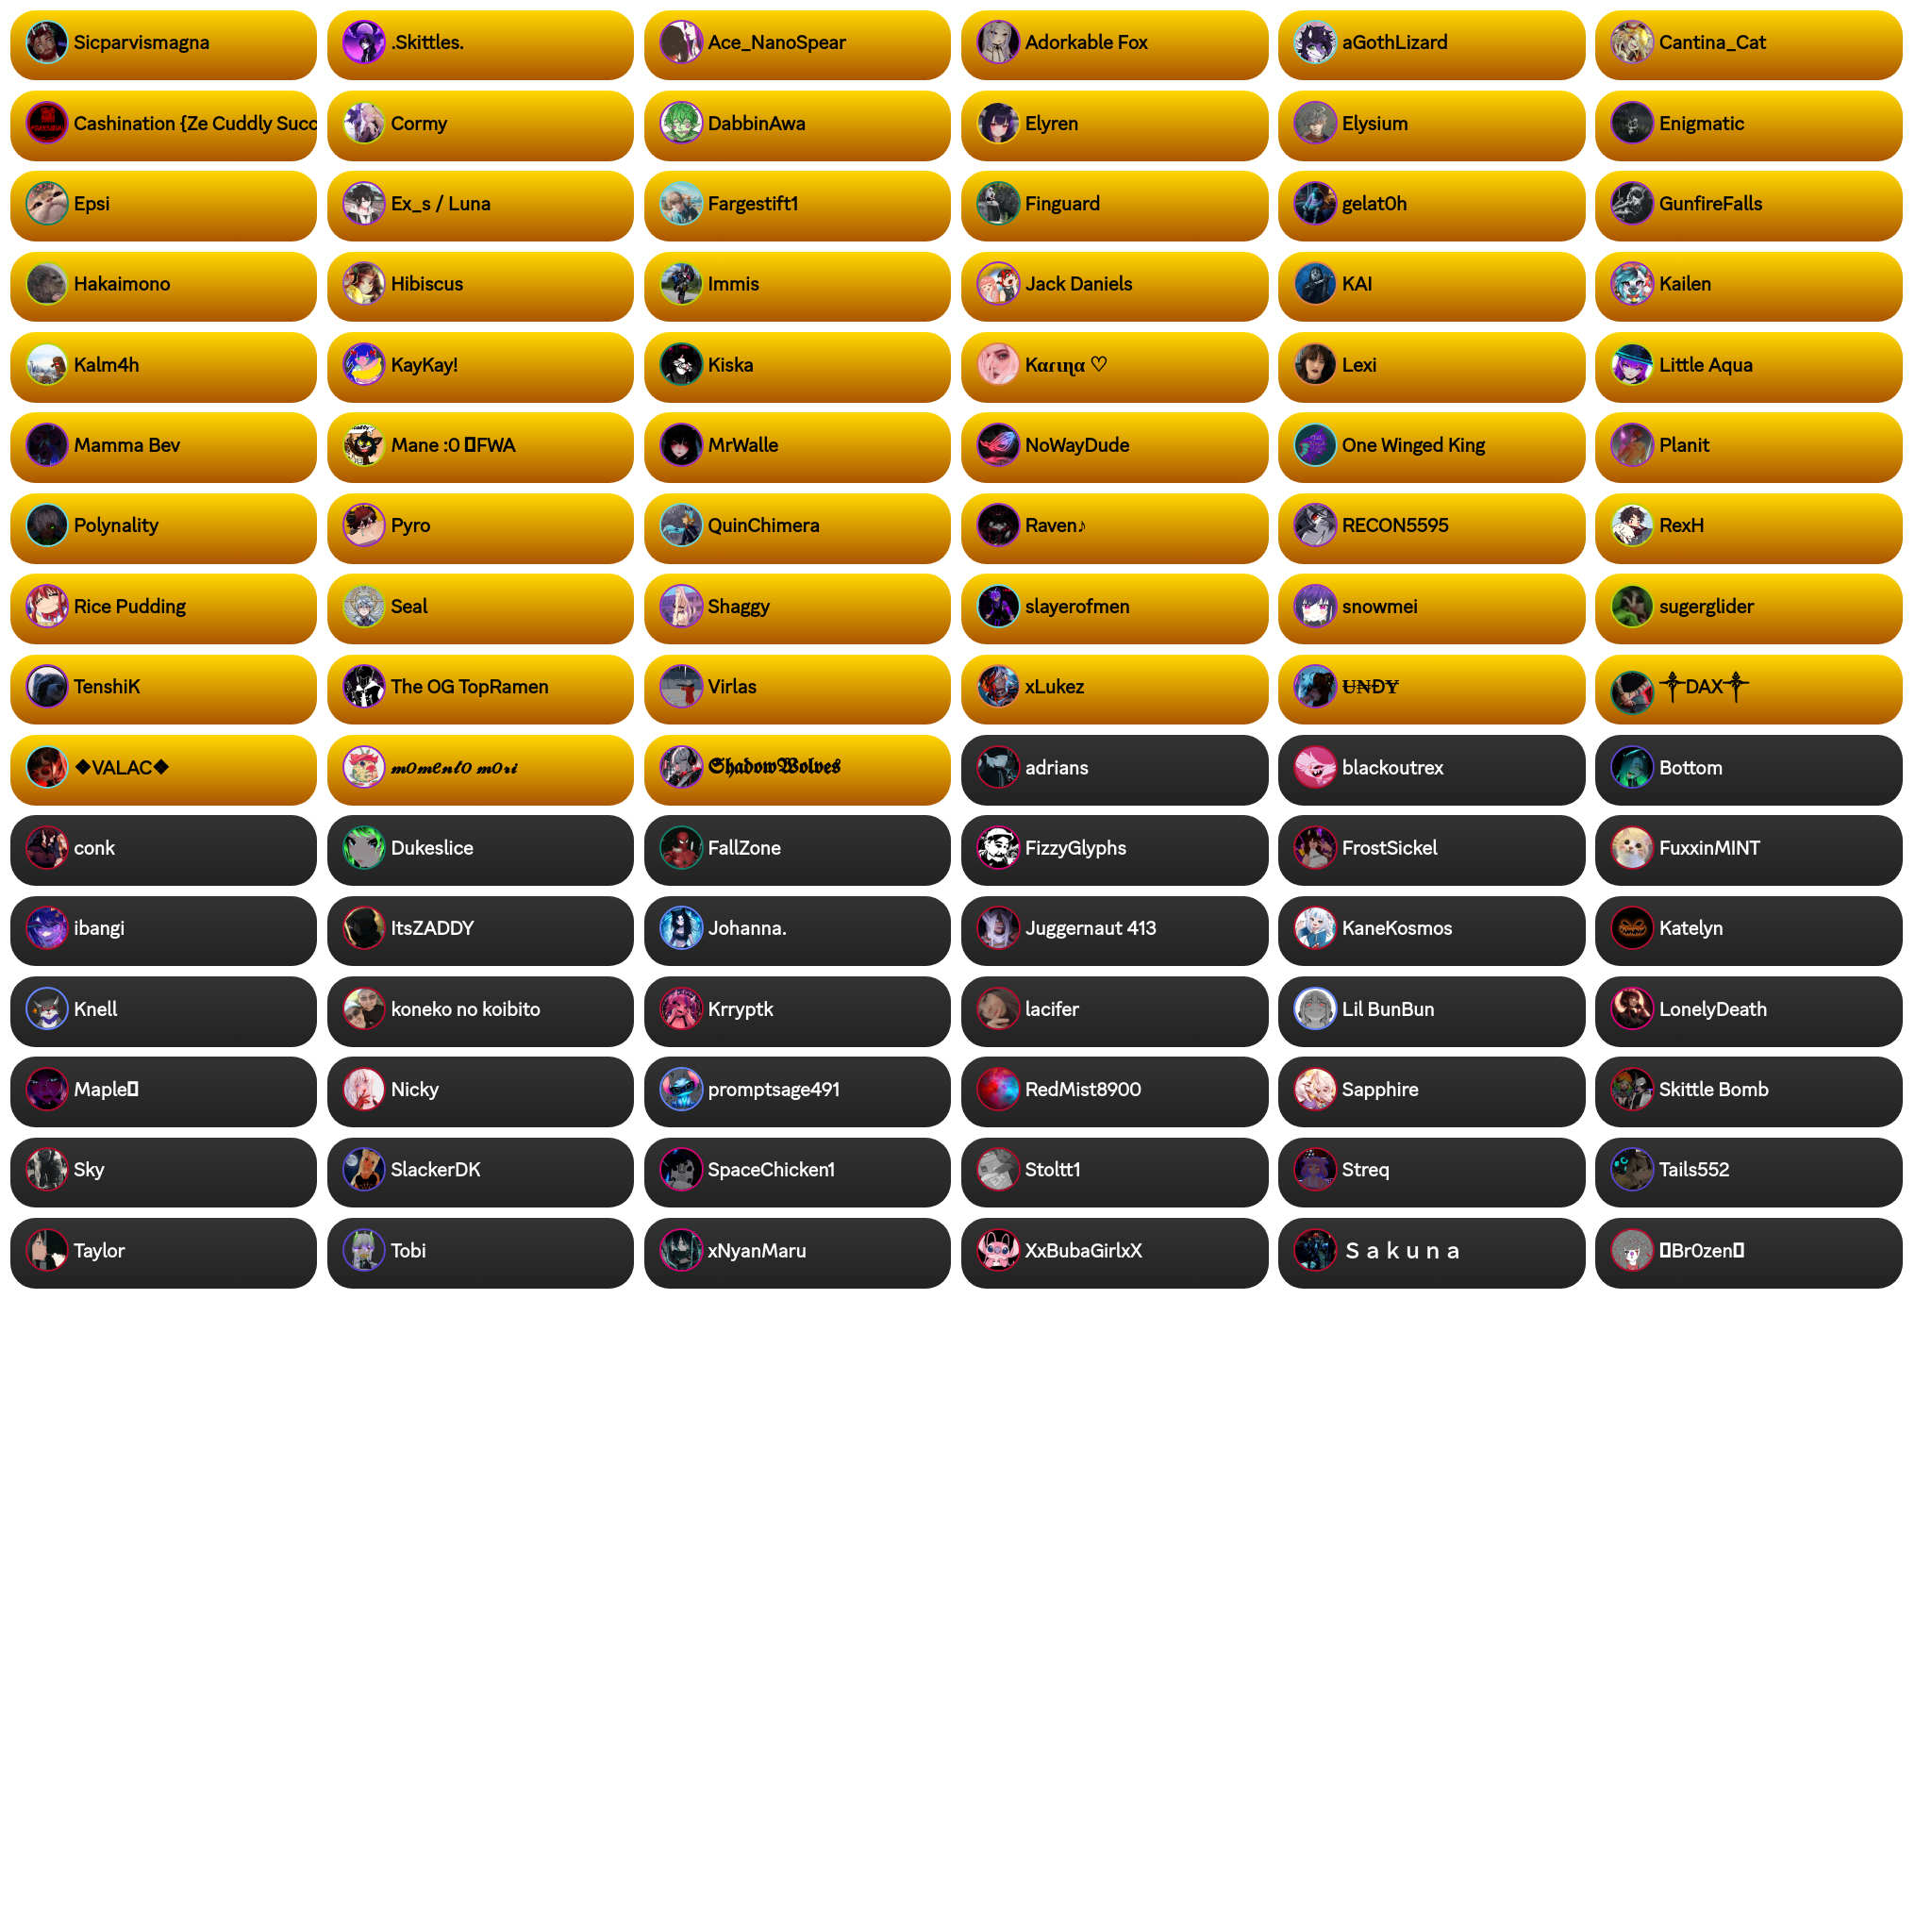 Sicparvismagna .Skittles. Ace_NanoSpear Adorkable Fox aGothLizard Cantina_Cat
Cashination {Ze Cuddly Succ Cormy DabbinAwa Elyren Elysium Enigmatic
Epsi Ex_s / Luna Fargestift1 Finguard gelat0h GunfireFalls
Hakaimono Hibiscus Immis Jack Daniels KAI Kailen
Kalm4h KayKay! Kiska Kαɾιηα ♡ Lexi Little Aqua
Mamma Bev Mane :0 FWA MrWalle NoWayDude One Winged King Planit
Polynality Pyro QuinChimera Raven♪ RECON5595 RexH
Rice Pudding Seal Shaggy slayerofmen snowmei sugerglider
TenshiK The OG TopRamen Virlas xLukez U̶N̶ĐY̶ ⸸DAX⸸
❖VALAC❖ 𝓶𝓸𝓶𝓮𝓷𝓽𝓸 𝓶𝓸𝓻𝓲 𝕾𝖍𝖆𝖉𝖔𝖜𝖂𝖔𝖑𝖛𝖊𝖘 adrians blackoutrex Bottom
conk Dukeslice FallZone FizzyGlyphs FrostSickel FuxxinMINT
ibangi ItsZADDY Johanna. Juggernaut 413 KaneKosmos Katelyn
Knell koneko no koibito Krryptk lacifer Lil BunBun LonelyDeath
Maple Nicky promptsage491 RedMist8900 Sapphire Skittle Bomb
Sky SlackerDK SpaceChicken1 Stoltt1 Streq Tails552
Taylor Tobi xNyanMaru XxBubaGirlxX Ｓａｋｕｎａ Br0zen